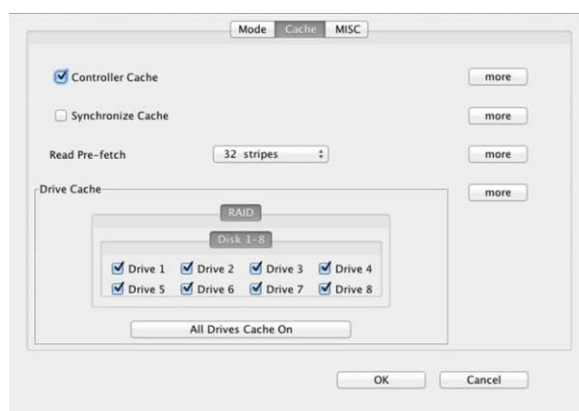 Mode Cache MISC
Controller Cache more
Synchronize Cache more
Read Pre-fetch 32 stripes more
Drive Cache more
RAID
Disk 1-8
Drive 1 Drive 2 Drive 3 Drive 4
Drive 5 Drive 6 Drive 7 Drive 8
All Drives Cache On
OK Cancel